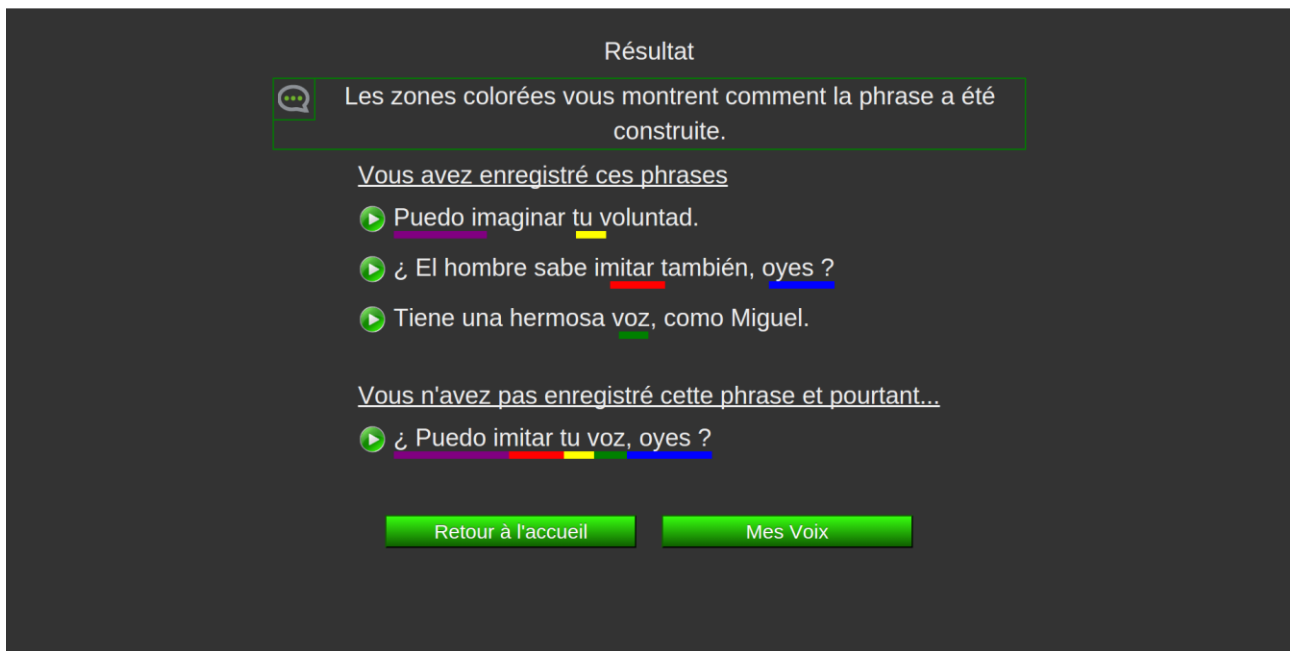 Résultat
Les zones colorées vous montrent comment la phrase a été
construite.
Vous avez enregistré ces phrases
Puedo imaginar tu voluntad.
¿ El hombre sabe imitar también, oyes ?
Tiene una hermosa voz, como Miguel.
Vous n'avez pas enregistré cette phrase et pourtant...
¿ Puedo imitar tu voz, oyes ?
Retour à l'accueil Mes Voix